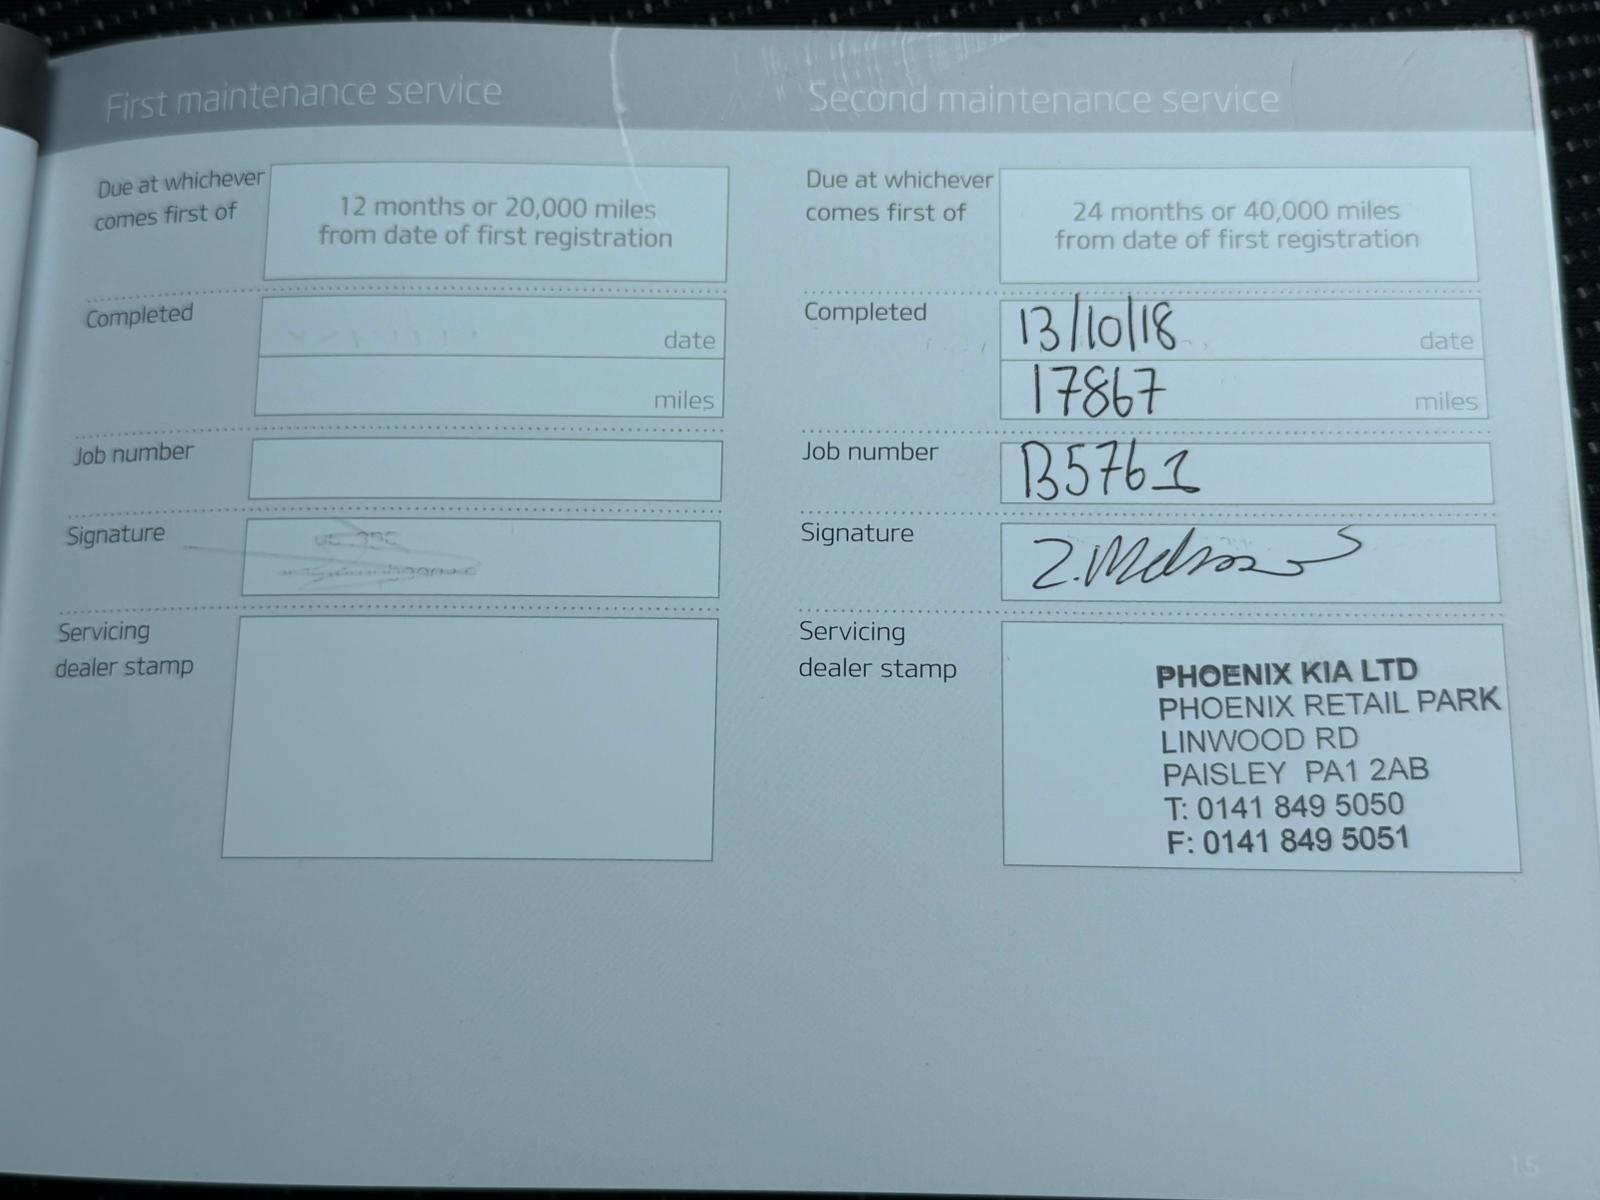 First maintenance service
Due at whichever
comes first of
12 months or 20,000 miles
from date of first registration
Completed
date
miles
Job number
Signature
Servicing
dealer stamp
Second maintenance service
Due at whichever
comes first of
24 months or 40,000 miles
from date of first registration
Completed
13/10/18
date
17867
miles
Job number
B5761
Signature
Servicing
dealer stamp
PHOENIX KIA LTD
PHOENIX RETAIL PARK
LINWOOD RD
PAISLEY PA1 2AB
T: 0141 849 5050
F: 0141 849 5051
15